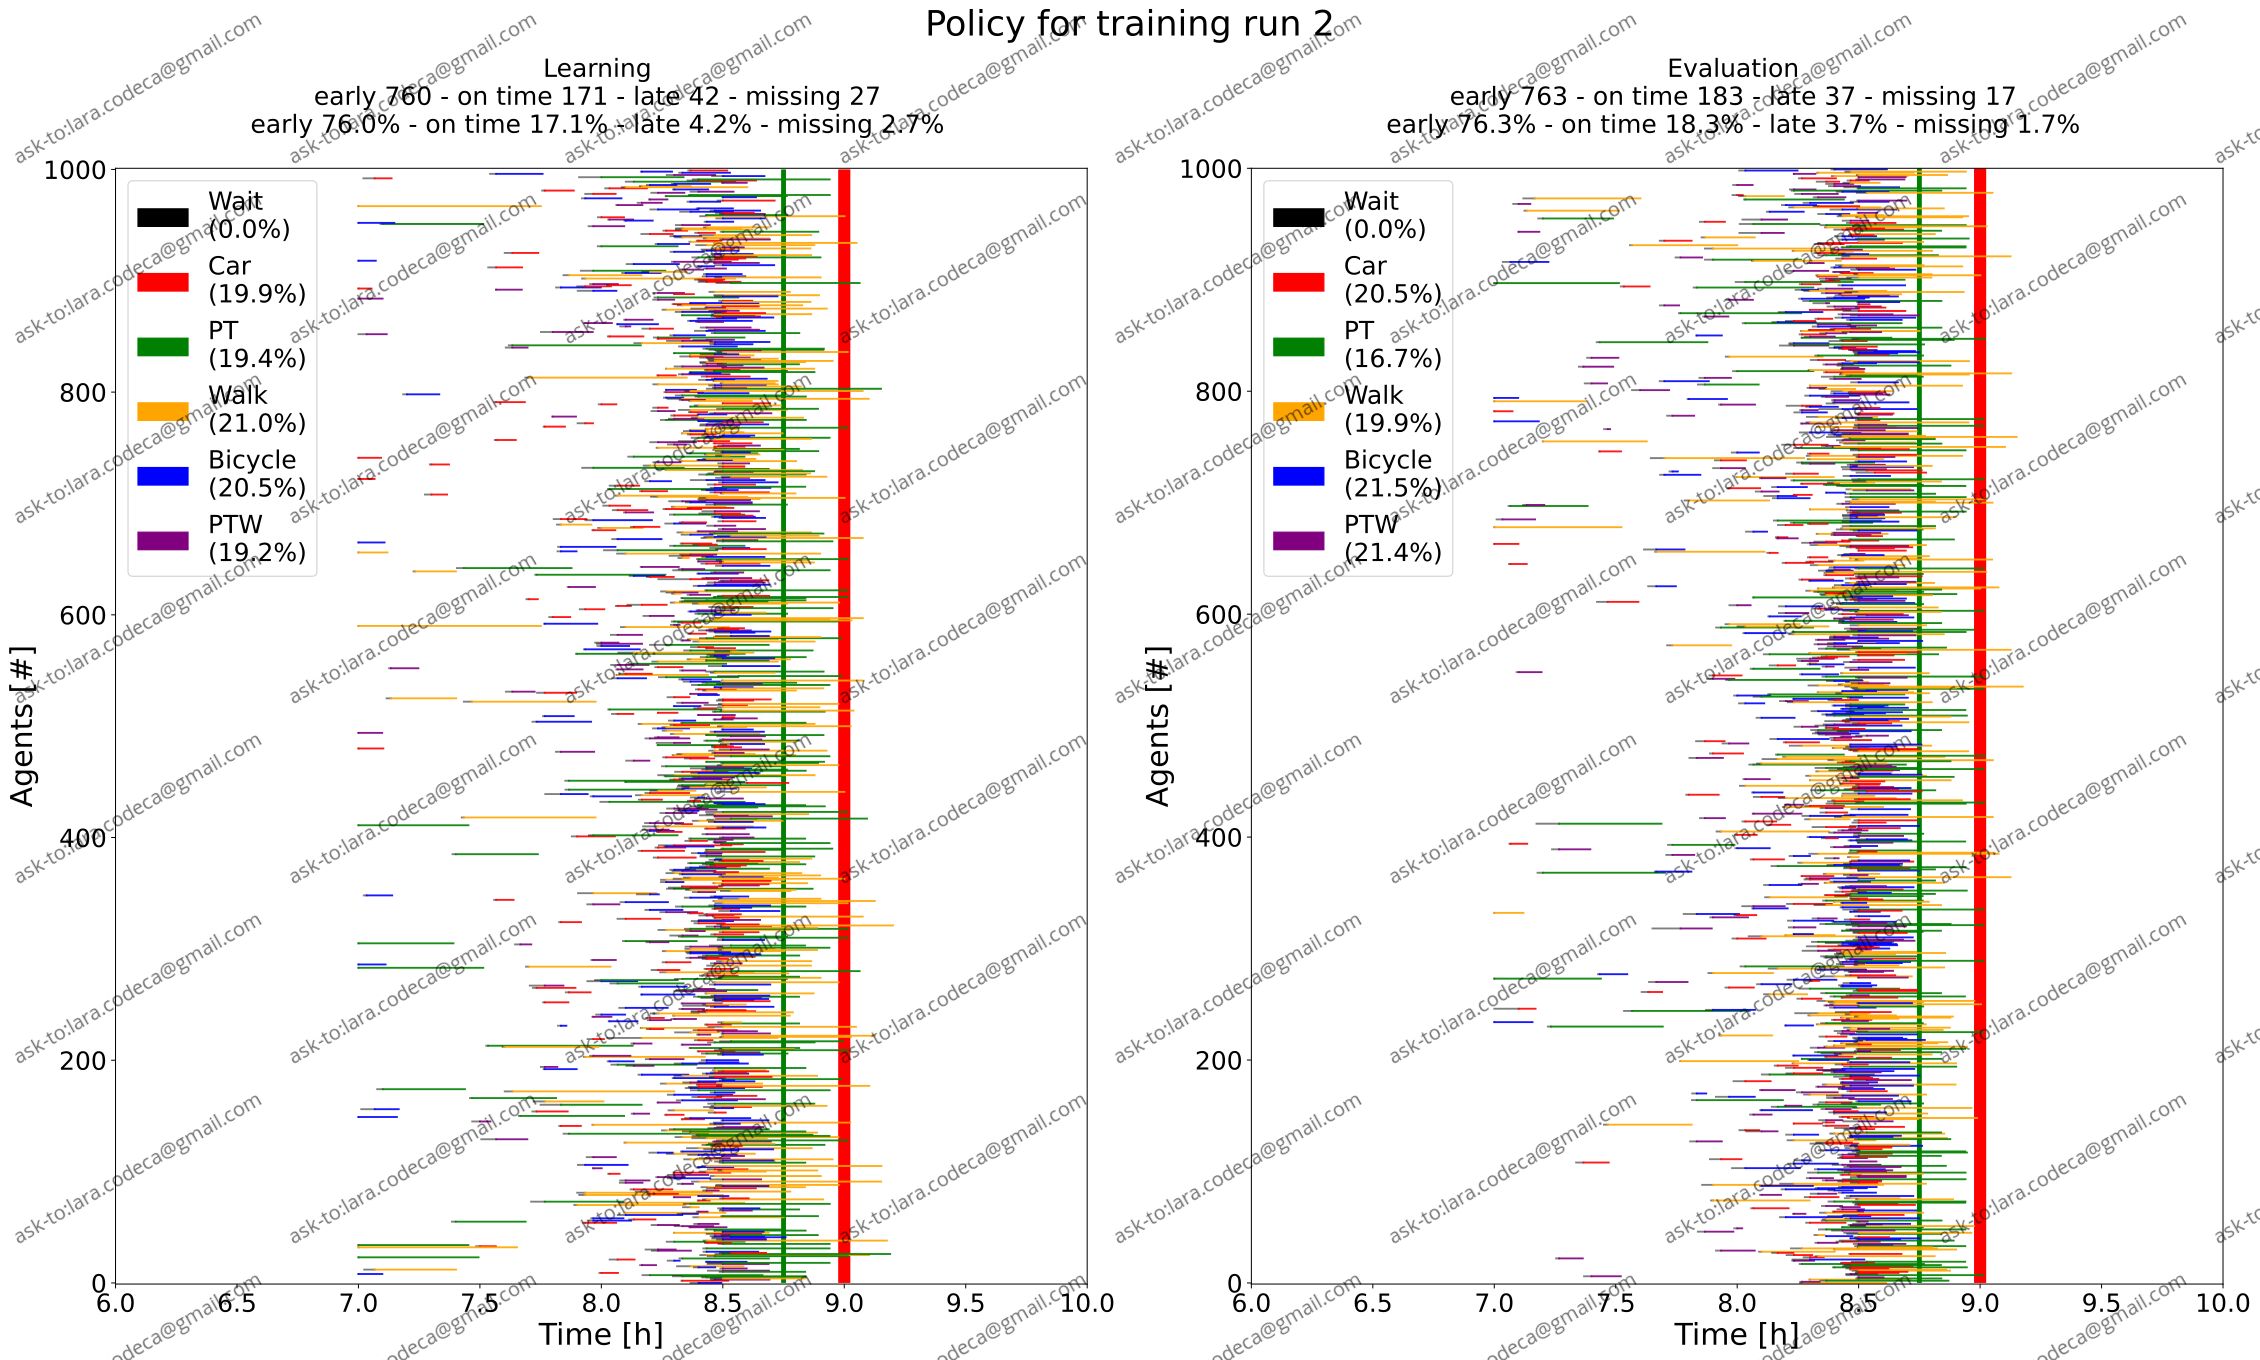 Policy for training run 2
Learning
early 760 - on time 171 - late 42 - missing 27
early 76.0% - on time 17.1% - late 4.2% - missing 2.7%
Evaluation
early 763 - on time 183 - late 37 - missing 17
early 76.3% - on time 18.3% - late 3.7% - missing 1.7%
1000
800
600
400
200
0
Agents [#]
Wait
(0.0%)
Car
(19.9%)
PT
(19.4%)
Walk
(21.0%)
Bicycle
(20.5%)
PTW
(19.2%)
6.0 6.5 7.0 7.5 8.0 8.5 9.0 9.5 10.0
Time [h]
1000
800
600
400
200
0
Agents [#]
Wait
(0.0%)
Car
(20.5%)
PT
(16.7%)
Walk
(19.9%)
Bicycle
(21.5%)
PTW
(21.4%)
6.0 6.5 7.0 7.5 8.0 8.5 9.0 9.5 10.0
Time [h]
ask-to:lara.codeca@gmail.com